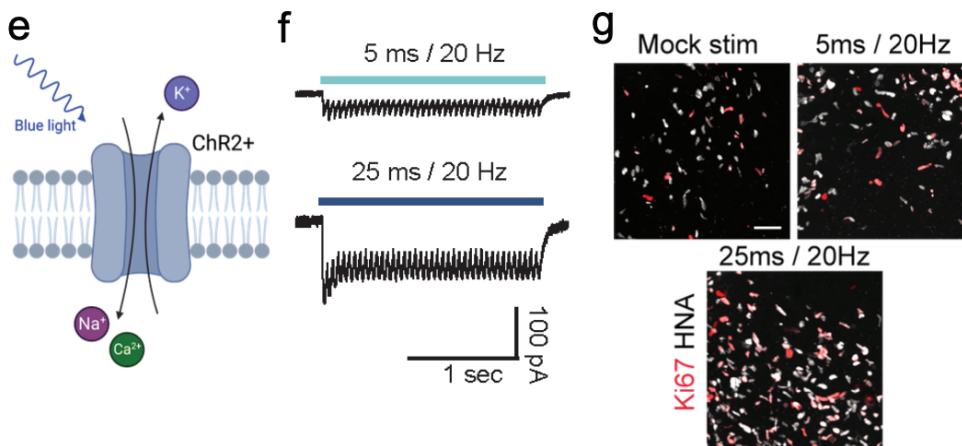 e
Blue light
K+
ChR2+
Na+
Ca2+
f
5 ms / 20 Hz
25 ms / 20 Hz
100 pA
1 sec
g
Mock stim
5ms / 20Hz
25ms / 20Hz
Ki67 HNA